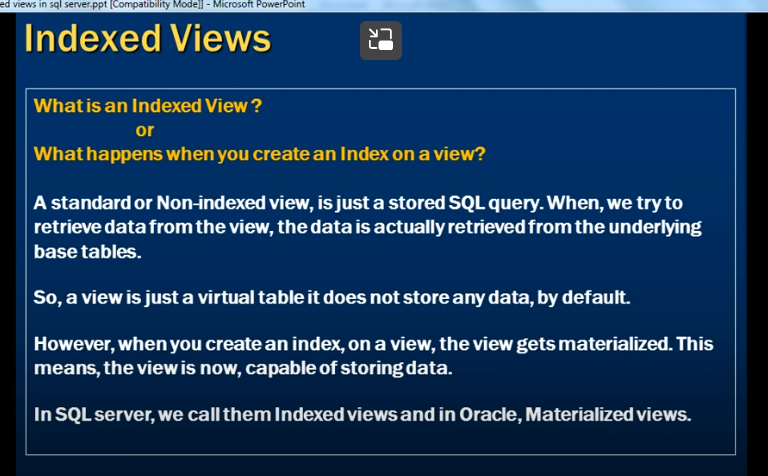 ed views in sql server.ppt [Compatibility Mode]] - Microsoft PowerPoint
Indexed Views
What is an Indexed View ?
or
What happens when you create an Index on a view?
A standard or Non-indexed view, is just a stored SQL query. When, we try to
retrieve data from the view, the data is actually retrieved from the underlying
base tables.
So, a view is just a virtual table it does not store any data, by default.
However, when you create an index, on a view, the view gets materialized. This
means, the view is now, capable of storing data.
In SQL server, we call them Indexed views and in Oracle, Materialized views.